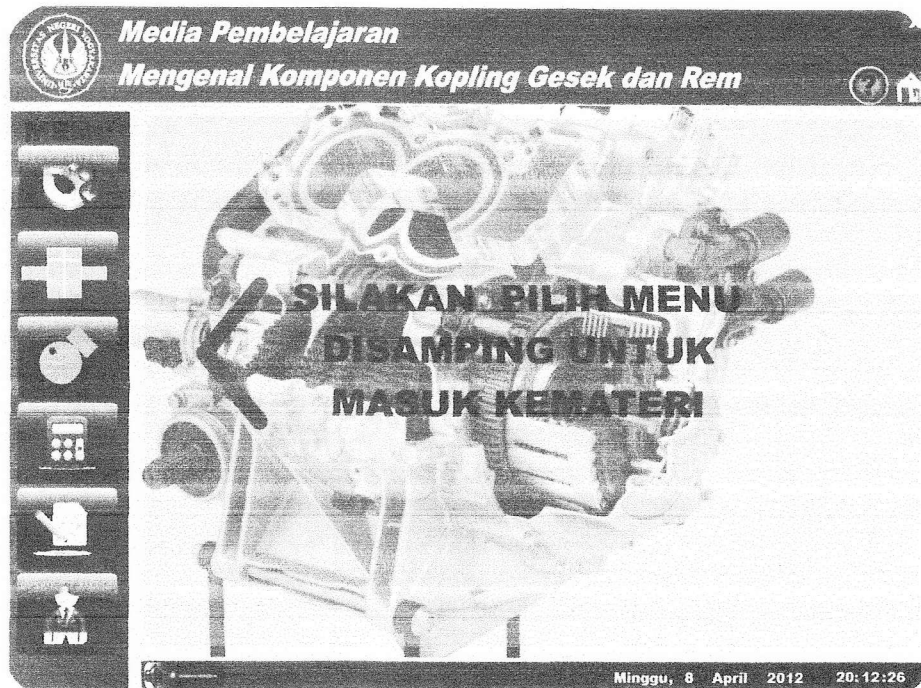 Media Pembelajaran
Mengenal Komponen Kopling Gesek dan Rem
?
SILAKAN PILIH MENU
DISAMPING UNTUK
MASUK KEMATERI
Minggu, 8 April 2012 20:12:26